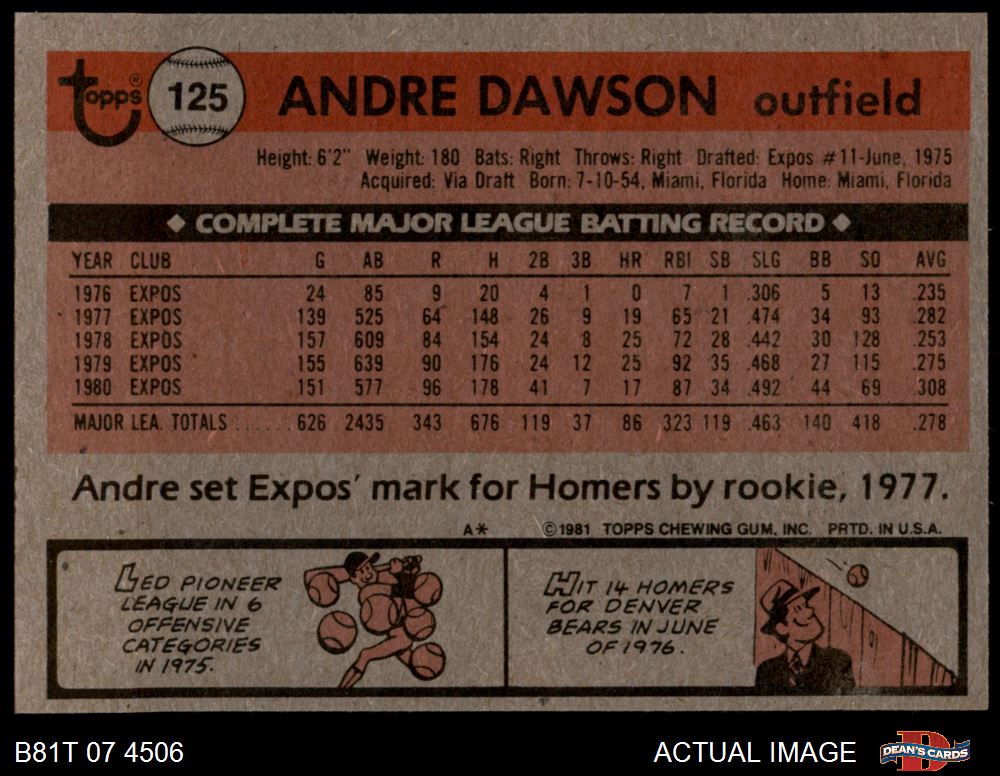 Topps ® 125 ANDRE DAWSON outfield
Height: 6'2" Weight: 180 Bats: Right Throws: Right Drafted: Expos #11-June, 1975
Acquired: Via Draft Born: 7-10-54, Miami, Florida Home: Miami, Florida
◆ COMPLETE MAJOR LEAGUE BATTING RECORD ◆
YEAR CLUB G AB R H 2B 3B HR RBI SB SLG BB SO AVG
1976 EXPOS 24 85 9 20 4 1 0 7 1 .306 5 13 .235
1977 EXPOS 139 525 64 148 26 9 19 65 21 .474 34 93 .282
1978 EXPOS 157 609 84 154 24 8 25 72 28 .442 30 128 .253
1979 EXPOS 155 639 90 176 24 12 25 92 35 .468 27 115 .275
1980 EXPOS 151 577 96 178 41 7 17 87 34 .492 44 69 .308
MAJOR LEA. TOTALS ...... 626 2435 343 676 119 37 86 323 119 .463 140 418 .278
Andre set Expos' mark for Homers by rookie, 1977.
A* ©1981 TOPPS CHEWING GUM, INC. PRTD. IN U.S.A.
LED PIONEER
LEAGUE IN 6
OFFENSIVE
CATEGORIES
IN 1975.
HIT 14 HOMERS
FOR DENVER
BEARS IN JUNE
OF 1976.
B81T 07 4506 ACTUAL IMAGE DEAN'S CARDS